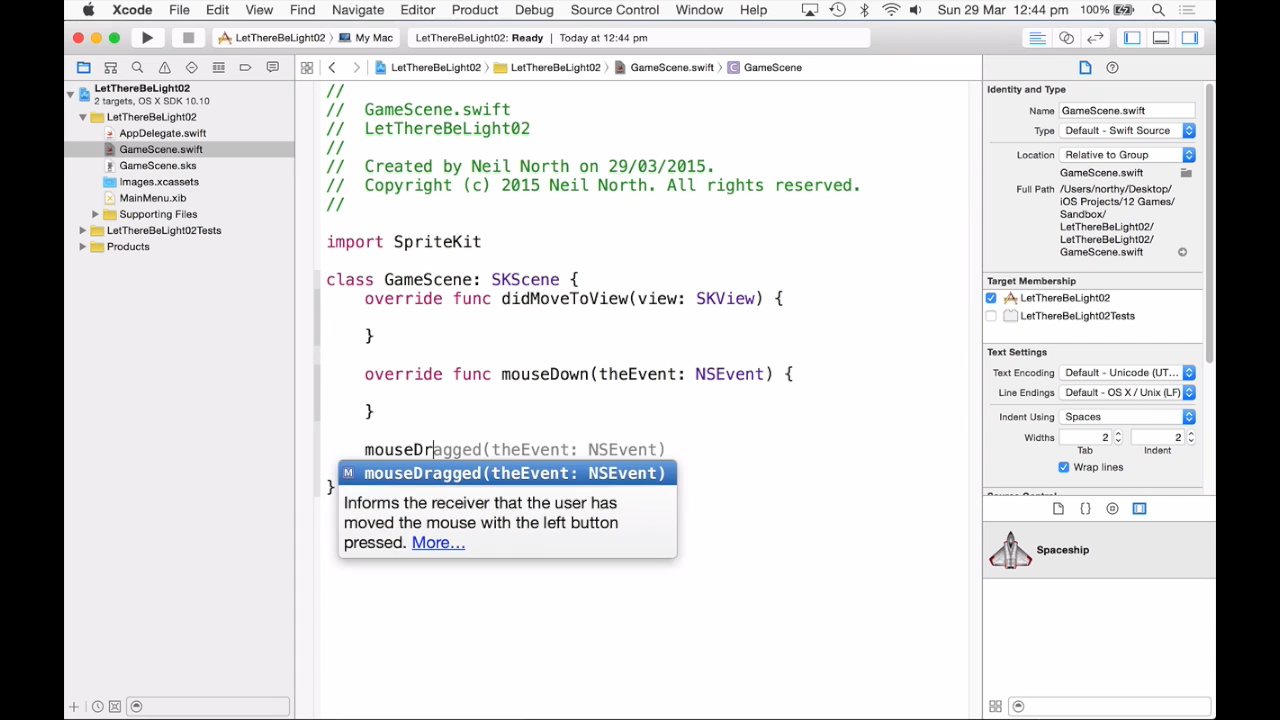 Xcode File Edit View Find Navigate Editor Product Debug Source Control Window Help Sun 29 Mar 12:44 pm 100%
LetThereBeLight02 My Mac LetThereBeLight02: Ready Today at 12:44 pm
LetThereBeLight02 LetThereBeLight02 GameScene.swift C GameScene
LetThereBeLight02
2 targets, OS X SDK 10.10
LetThereBeLight02
AppDelegate.swift
GameScene.swift
GameScene.sks
Images.xcassets
MainMenu.xib
Supporting Files
LetThereBeLight02Tests
Products
//
// GameScene.swift
// LetThereBeLight02
//
// Created by Neil North on 29/03/2015.
// Copyright (c) 2015 Neil North. All rights reserved.
//
import SpriteKit
class GameScene: SKScene {
override func didMoveToView(view: SKView) {
}
override func mouseDown(theEvent: NSEvent) {
}
mouseDragged(theEvent: NSEvent)
M mouseDragged(theEvent: NSEvent)
}
Informs the receiver that the user has
moved the mouse with the left button
pressed. More...
Identity and Type
Name GameScene.swift
Type Default - Swift Source
Location Relative to Group
GameScene.swift
Full Path /Users/northy/Desktop/
iOS Projects/12 Games/
Sandbox/
LetThereBeLight02/
LetThereBeLight02/
GameScene.swift
Target Membership
LetThereBeLight02
LetThereBeLight02Tests
Text Settings
Text Encoding Default - Unicode (UT...
Line Endings Default - OS X / Unix (LF)
Indent Using Spaces
Widths 2 2
Tab Indent
Wrap lines
Spaceship